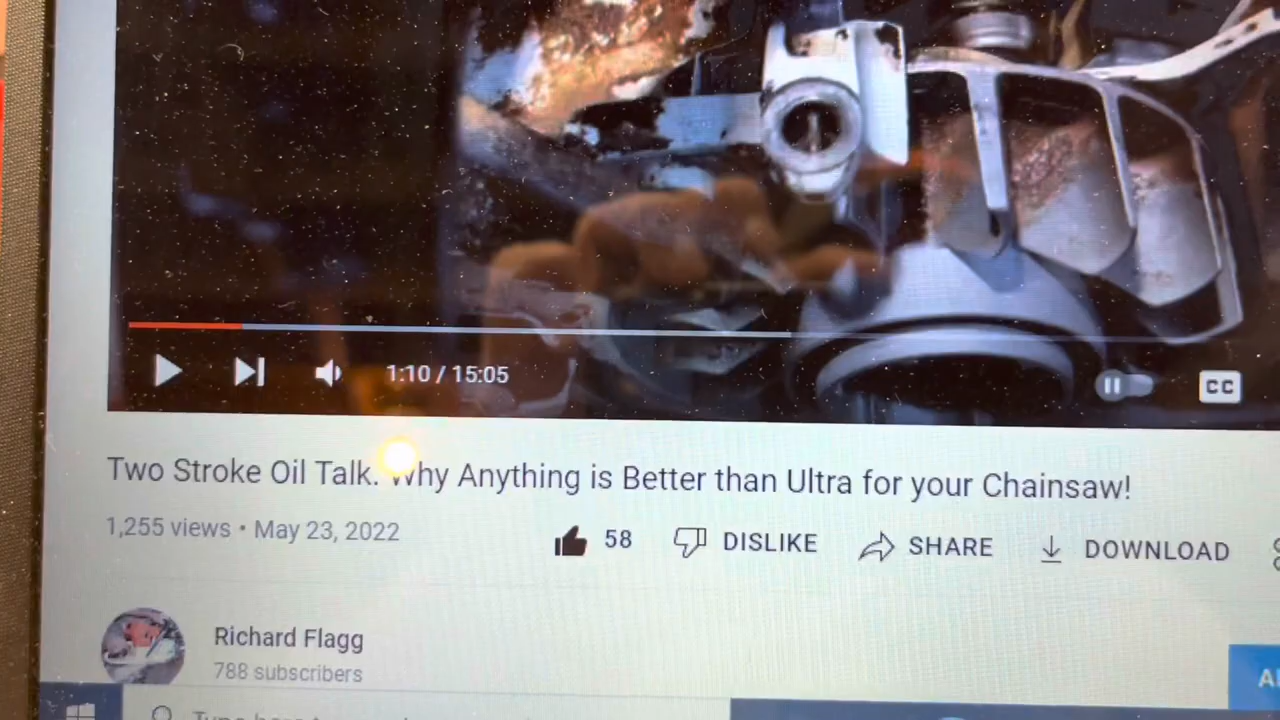 1:10 / 15:05
CC
Two Stroke Oil Talk. Why Anything is Better than Ultra for your Chainsaw!
1,255 views • May 23, 2022
58 DISLIKE SHARE DOWNLOAD
Richard Flagg
788 subscribers